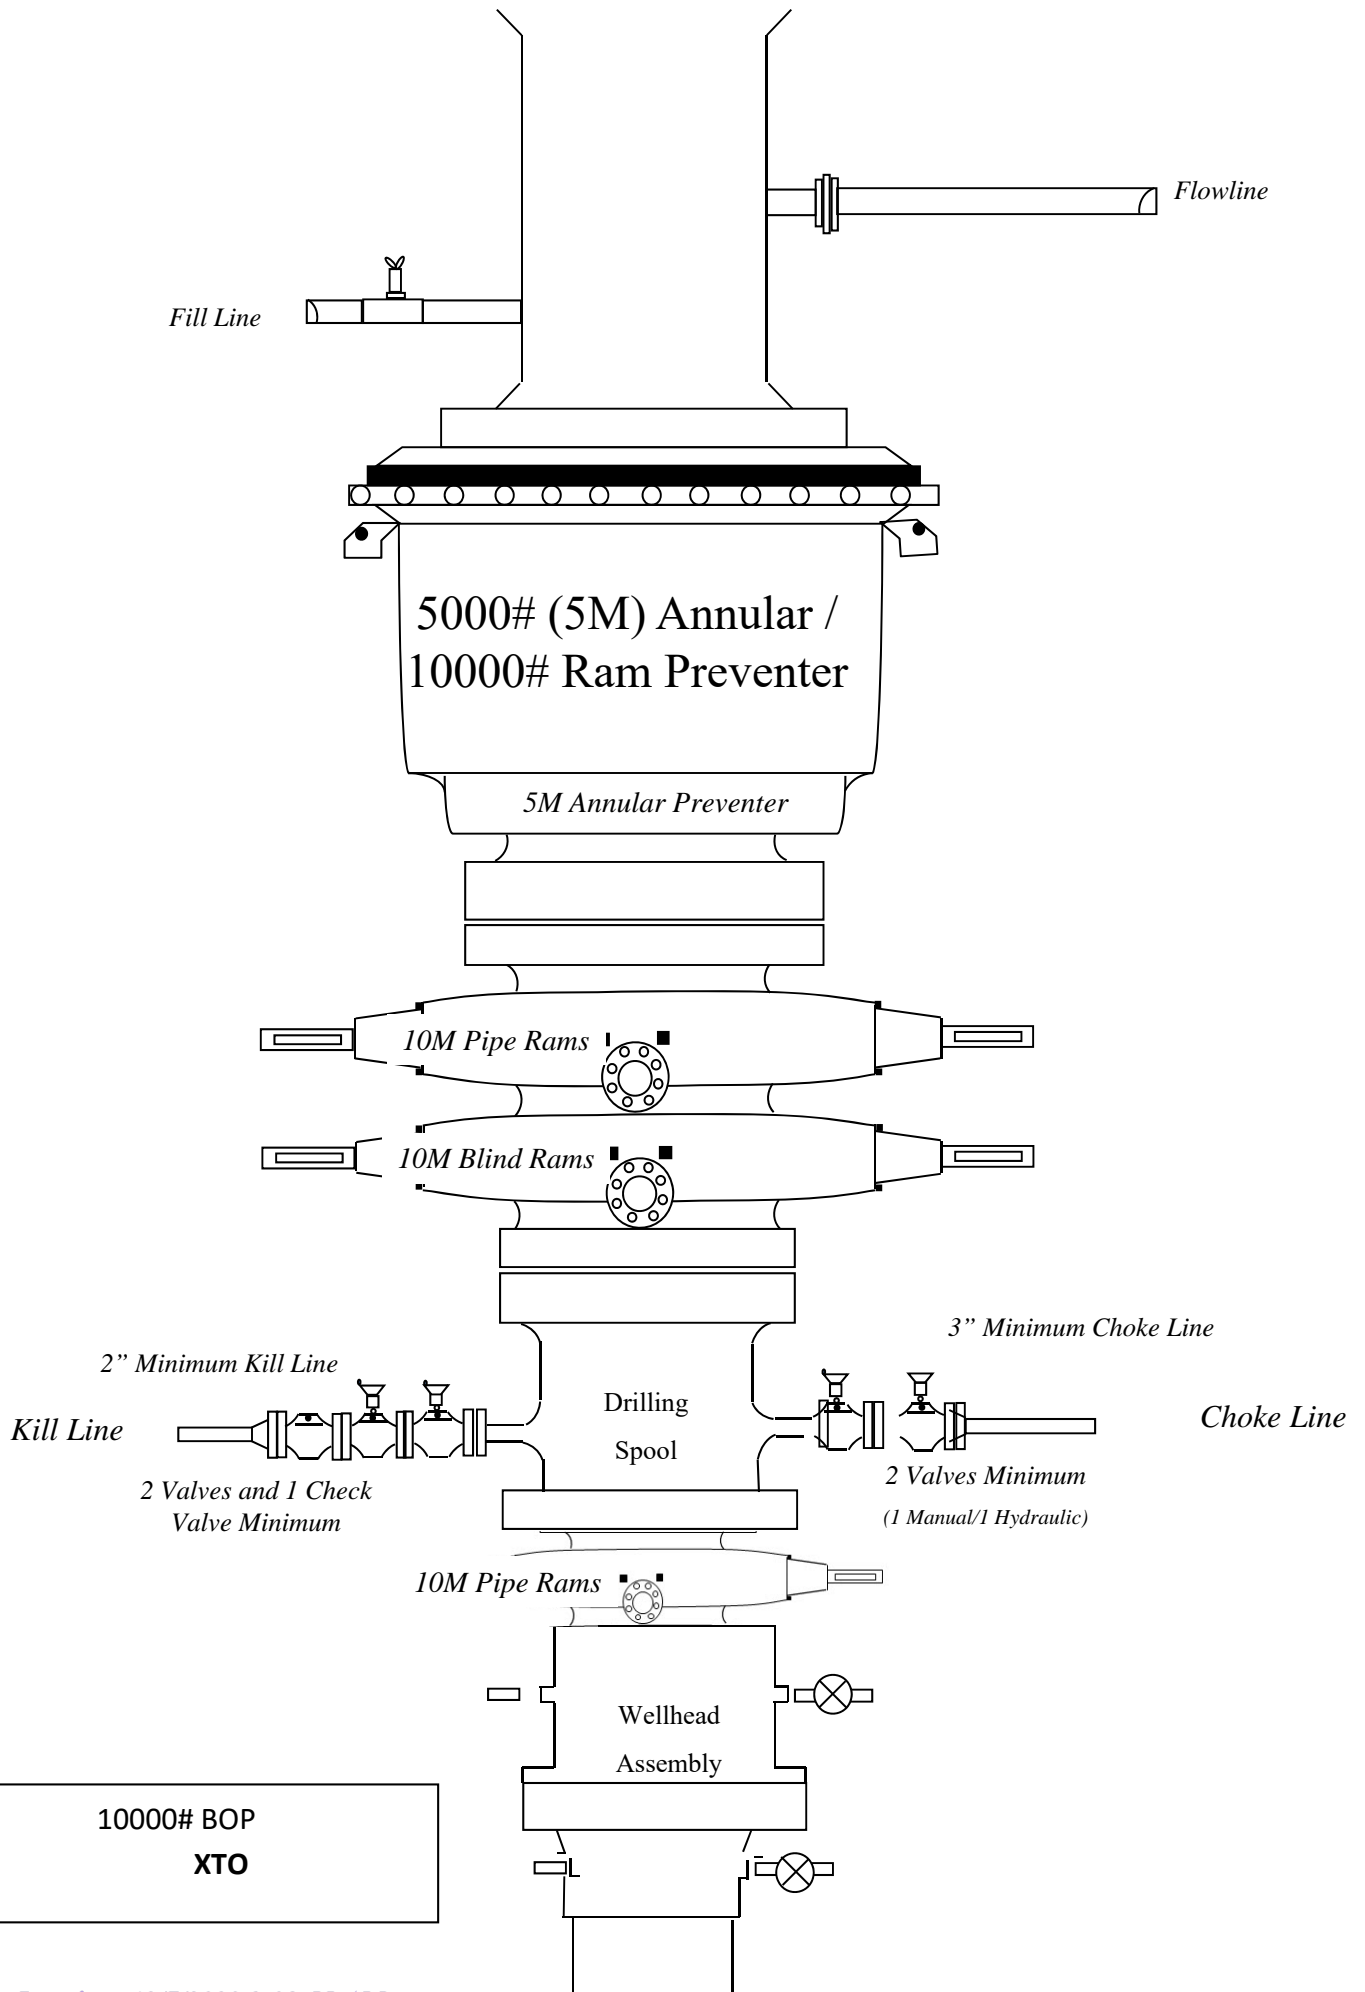 Flowline
Fill Line
5000# (5M) Annular /
10000# Ram Preventer
5M Annular Preventer
10M Pipe Rams
10M Blind Rams
3” Minimum Choke Line
2” Minimum Kill Line
Drilling
Spool
Kill Line
Choke Line
2 Valves and 1 Check
Valve Minimum
2 Valves Minimum
(1 Manual/1 Hydraulic)
10M Pipe Rams
Wellhead
Assembly
10000# BOP
XTO